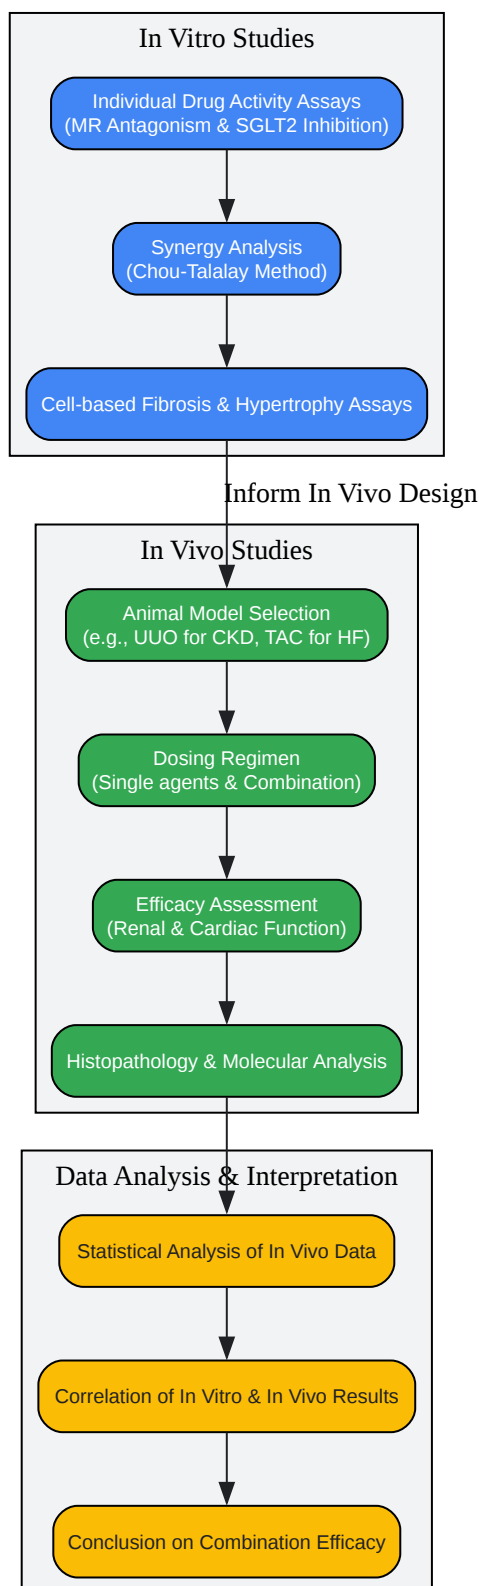 In Vitro Studies
Individual Drug Activity Assays
(MR Antagonism & SGLT2 Inhibition)
Synergy Analysis
(Chou-Talalay Method)
Cell-based Fibrosis & Hypertrophy Assays
Inform In Vivo Design
In Vivo Studies
Animal Model Selection
(e.g., UUO for CKD, TAC for HF)
Dosing Regimen
(Single agents & Combination)
Efficacy Assessment
(Renal & Cardiac Function)
Histopathology & Molecular Analysis
Data Analysis & Interpretation
Statistical Analysis of In Vivo Data
Correlation of In Vitro & In Vivo Results
Conclusion on Combination Efficacy